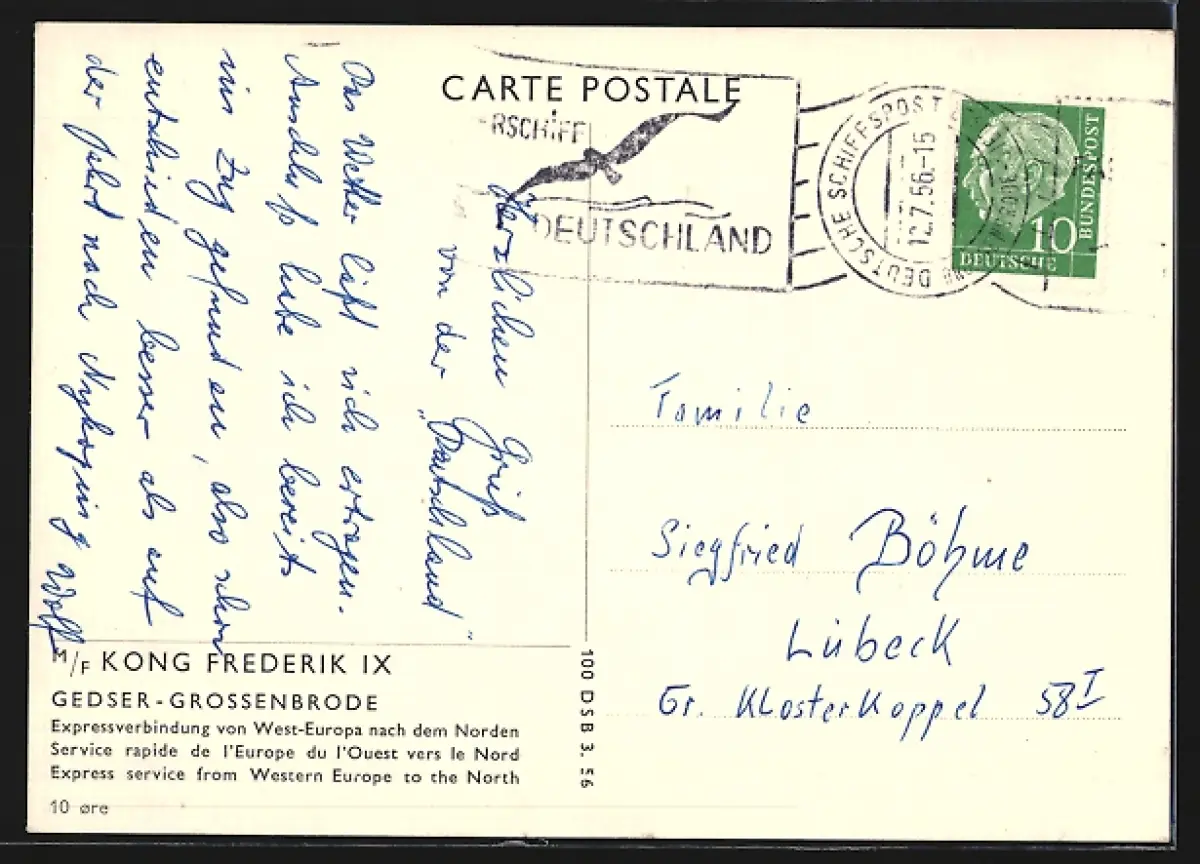 CARTE POSTALE
RSCHIFF
DEUTSCHLAND
DEUTSCHE SCHIFFSPOST
12.7.56-15
10
DEUTSCHE
BUNDESPOST
Herzlichen Gruß
von der „Deutschland"
Das Wetter läßt sich ertragen.
Anschluß habe ich bereits
im Zug gefunden, also schon
entschieden besser als auf
der Fahrt nach
Wolf
Familie
Siegfried Böhme
Lübeck
Gr. Klosterkoppel 58 I
M/F KONG FREDERIK IX
GEDSER-GROSSENBRODE
Expressverbindung von West-Europa nach dem Norden
Service rapide de l'Europe du l'Ouest vers le Nord
Express service from Western Europe to the North
10 øre
100 DSB 3. 56